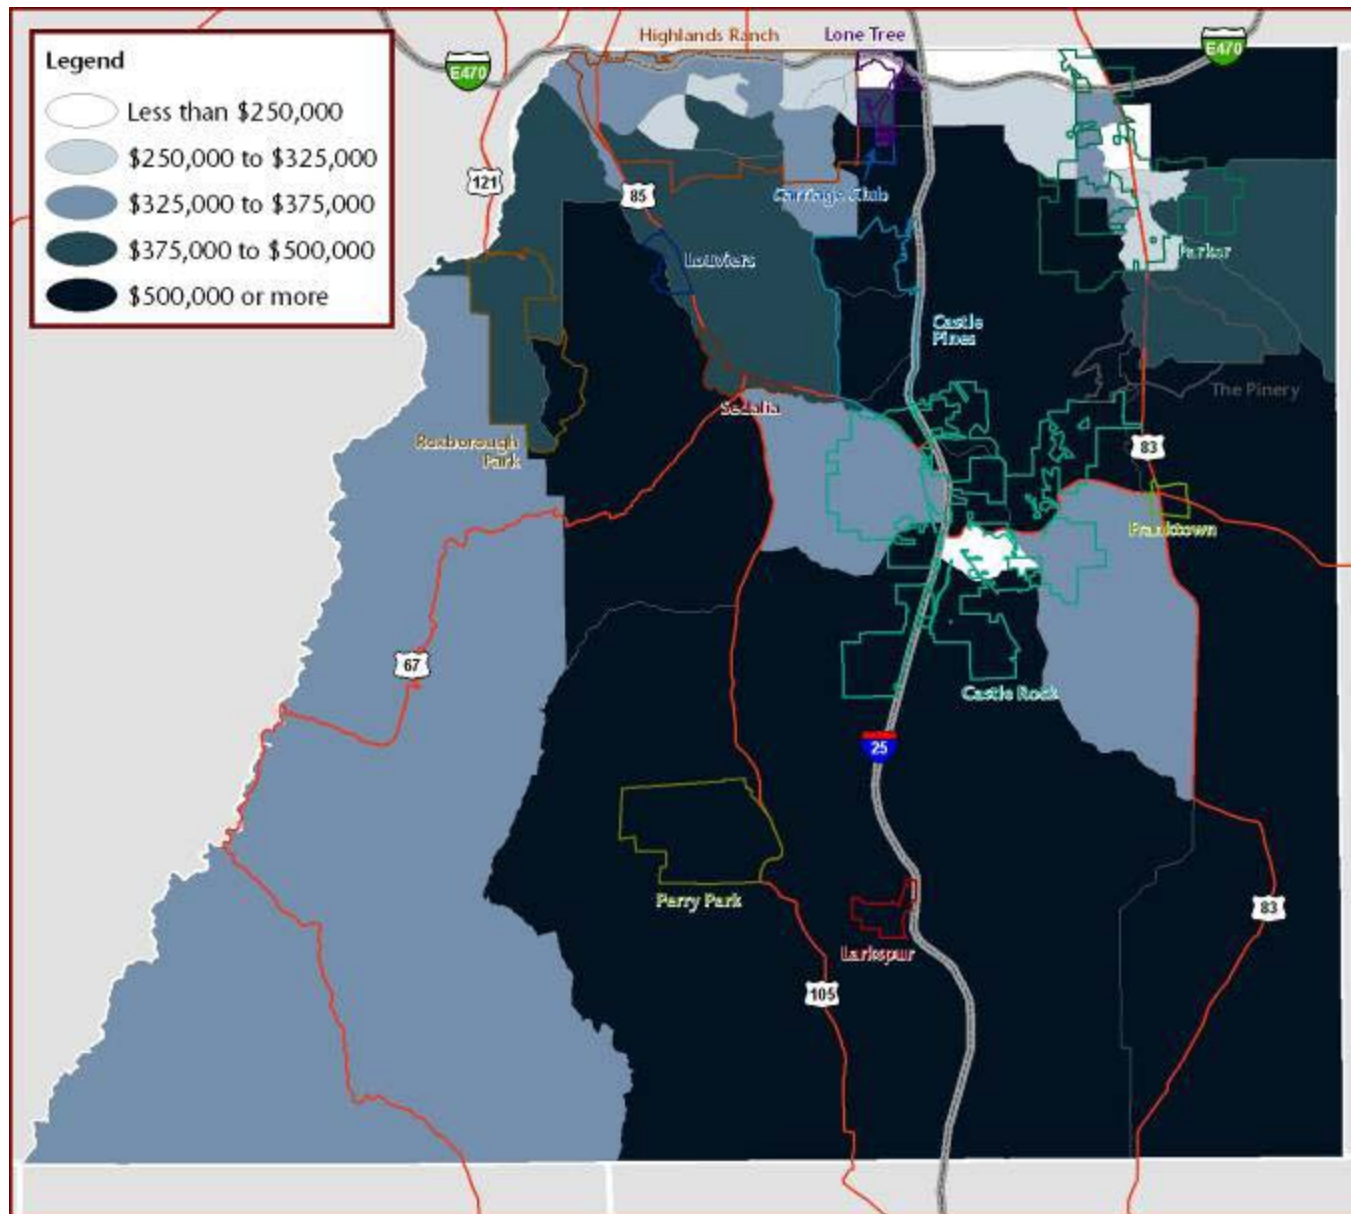 Highlands Ranch
Lone Tree
E470
E470
Legend
Less than $250,000
$250,000 to $325,000
$325,000 to $375,000
$375,000 to $500,000
$500,000 or more
121
85
Carriage Club
Louviers
Parker
Castle
Pines
The Pinery
Sedalia
Roxborough
Park
83
Franktown
67
Castle Rock
25
Perry Park
83
Larkspur
105